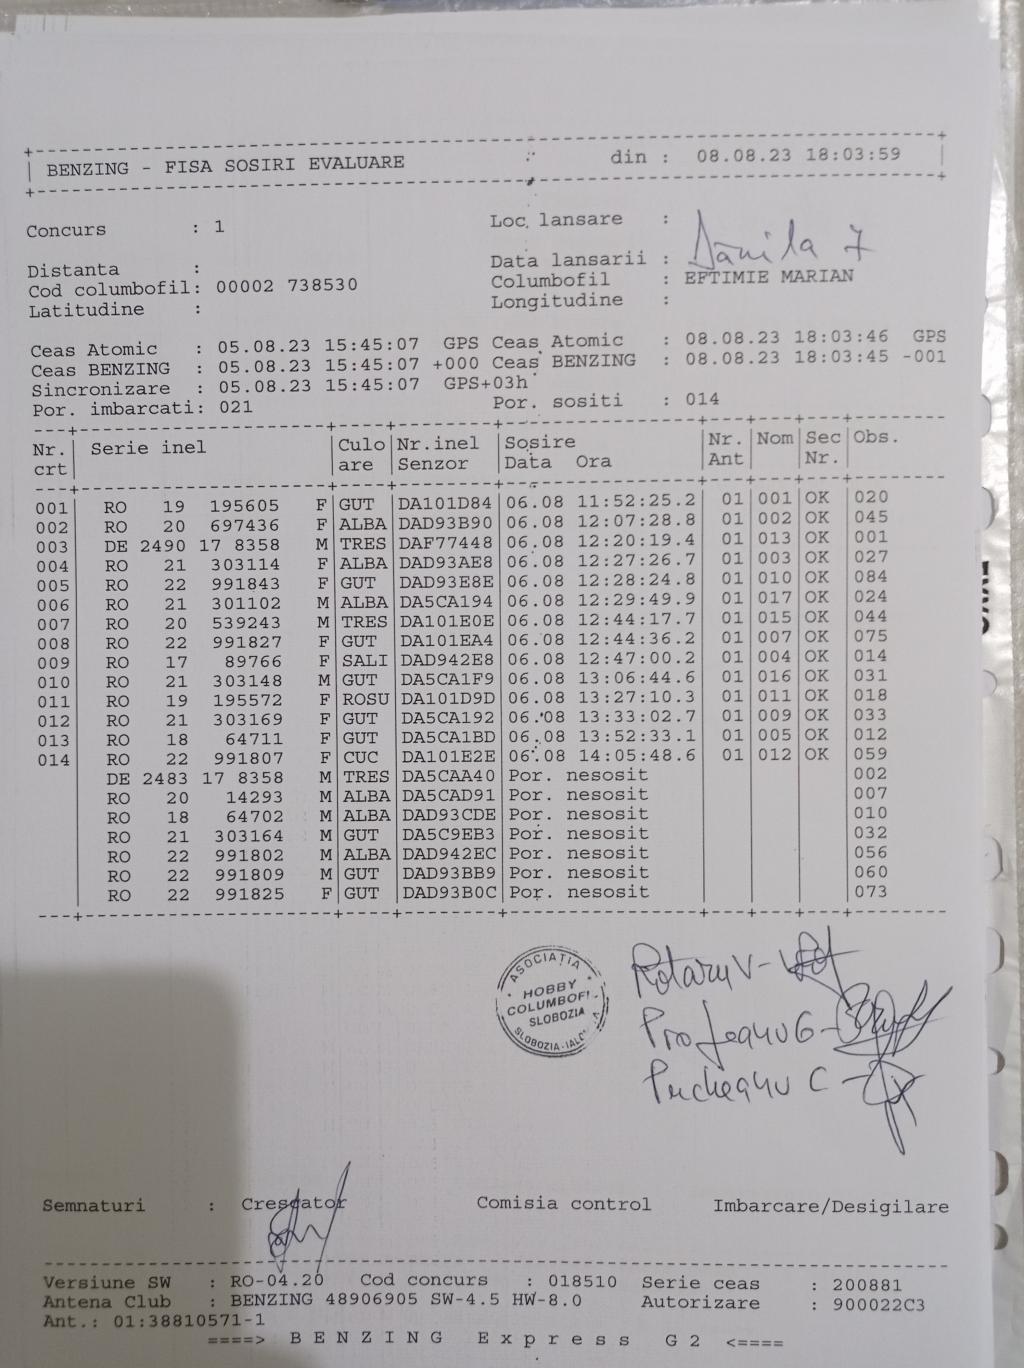 BENZING - FISA SOSIRI EVALUARE din : 08.08.23 18:03:59
Concurs : 1 Loc lansare : Danila 7
Distanta : Data lansarii :
Cod columbofil: 00002 738530 Columbofil : EFTIMIE MARIAN
Latitudine : Longitudine :
Ceas Atomic : 05.08.23 15:45:07 GPS Ceas Atomic : 08.08.23 18:03:46 GPS
Ceas BENZING : 05.08.23 15:45:07 +000 Ceas BENZING : 08.08.23 18:03:45 -001
Sincronizare : 05.08.23 15:45:07 GPS+03h
Por. imbarcati: 021 Por. sositi : 014
Nr. Serie inel Culo Nr.inel Sosire Nr. Nom Sec Obs.
crt are Senzor Data Ora Ant Nr.
001 RO 19 195605 F GUT DA101D84 06.08 11:52:25.2 01 001 OK 020
002 RO 20 697436 F ALBA DAD93B90 06.08 12:07:28.8 01 002 OK 045
003 DE 2490 17 8358 M TRES DAF77448 06.08 12:20:19.4 01 013 OK 001
004 RO 21 303114 F ALBA DAD93AE8 06.08 12:27:26.7 01 003 OK 027
005 RO 22 991843 F GUT DAD93E8E 06.08 12:28:24.8 01 010 OK 084
006 RO 21 301102 M ALBA DA5CA194 06.08 12:29:49.9 01 017 OK 024
007 RO 20 539243 M TRES DA101E0E 06.08 12:44:17.7 01 015 OK 044
008 RO 22 991827 F GUT DA101EA4 06.08 12:44:36.2 01 007 OK 075
009 RO 17 89766 F SALI DAD942E8 06.08 12:47:00.2 01 004 OK 014
010 RO 21 303148 M GUT DA5CA1F9 06.08 13:06:44.6 01 016 OK 031
011 RO 19 195572 F ROSU DA101D9D 06.08 13:27:10.3 01 011 OK 018
012 RO 21 303169 F GUT DA5CA192 06.08 13:33:02.7 01 009 OK 033
013 RO 18 64711 F GUT DA5CA1BD 06.08 13:52:33.1 01 005 OK 012
014 RO 22 991807 F CUC DA101E2E 06.08 14:05:48.6 01 012 OK 059
DE 2483 17 8358 M TRES DA5CAA40 Por. nesosit 002
RO 20 14293 M ALBA DA5CAD91 Por. nesosit 007
RO 18 64702 M ALBA DAD93CDE Por. nesosit 010
RO 21 303164 M GUT DA5C9EB3 Por. nesosit 032
RO 22 991802 M ALBA DAD942EC Por. nesosit 056
RO 22 991809 M GUT DAD93BB9 Por. nesosit 060
RO 22 991825 F GUT DAD93B0C Por. nesosit 073
ASOCIAȚIA
HOBBY
COLUMBOFI
SLOBOZIA
SLOBOZIA-IALOMIȚA
Rotaru V-
Profeanu G-
Pucheanu C-
Semnaturi : Crescator Comisia control Imbarcare/Desigilare
Versiune SW : RO-04.20 Cod concurs : 018510 Serie ceas : 200881
Antena Club : BENZING 48906905 SW-4.5 HW-8.0 Autorizare : 900022C3
Ant.: 01:38810571-1
====> B E N Z I N G E x p r e s s G 2 <====